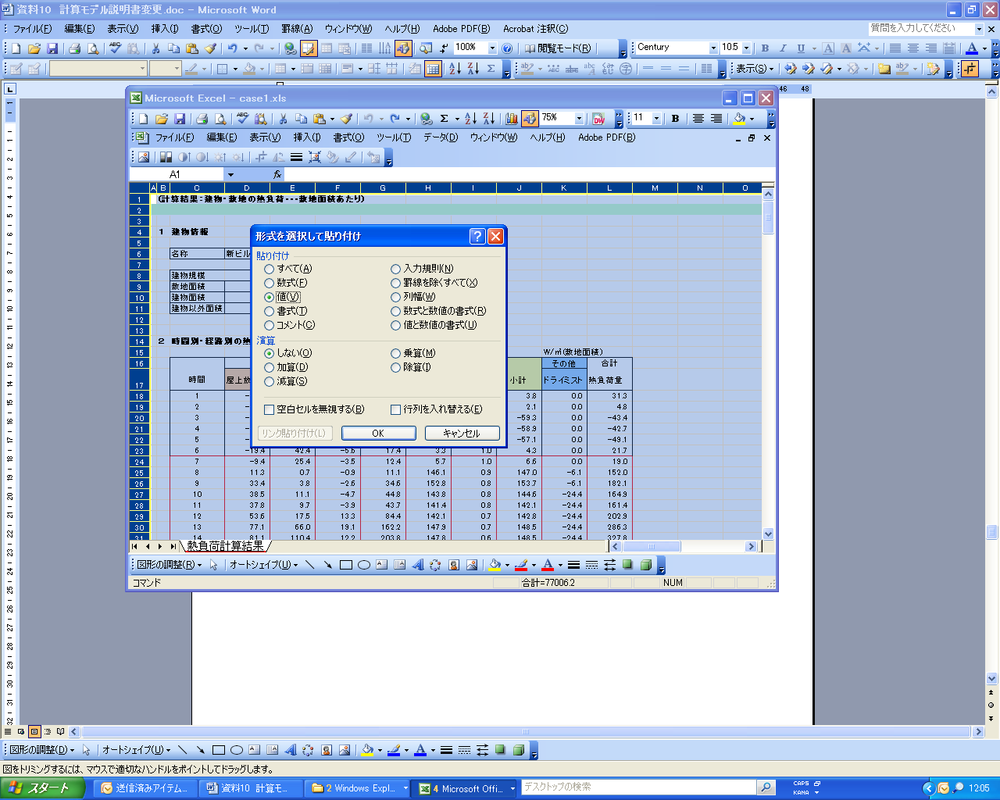 資料10　計算モデル説明書変更.doc - Microsoft Word
ファイル(F) 編集(E) 表示(V) 挿入(I) 書式(O) ツール(T) 罫線(A) ウィンドウ(W) ヘルプ(H) Adobe PDF(B) Acrobat 注釈(C) 質問を入力してください
100% 閲覧モード(R) Century 10.5 B I U A A A
表示(S)
46 48
Microsoft Excel - case1.xls
75% 11 B
ファイル(F) 編集(E) 表示(V) 挿入(I) 書式(O) ツール(T) データ(D) ウィンドウ(W) ヘルプ(H) Adobe PDF(B)
A1 fx
A B C D E F G H I J K L M N O
1 (計算結果：建物・敷地の熱負荷・・・敷地面積あたり)
2
3
4 1 建物情報
5
6 名称 新ビル
7
8 建物規模
9 敷地面積
10 建物面積
11 建物以外面積
12
13
14 2 時間別・経路別の熱
15 W/㎡(敷地面積)
16 その他 合計
17 時間 屋上放 小計 ドライミスト 熱負荷量
18 1 - 3.8 0.0 31.3
19 2 - 2.1 0.0 4.8
20 3 - -59.3 0.0 -43.4
21 4 - -58.9 0.0 -42.7
22 5 - -57.1 0.0 -49.1
23 6 -19.4 42.4 -5.6 17.4 3.3 1.0 4.3 0.0 21.7
24 7 -9.4 25.4 -3.5 12.4 5.7 1.0 6.6 0.0 19.0
25 8 11.3 0.7 -0.9 11.1 146.1 0.9 147.0 -6.1 152.0
26 9 33.4 3.8 -2.6 34.6 152.8 0.8 153.7 -6.1 182.1
27 10 38.5 11.1 -4.7 44.8 143.8 0.8 144.6 -24.4 164.9
28 11 37.8 9.7 -3.9 43.7 141.4 0.8 142.1 -24.4 161.4
29 12 53.6 17.5 13.3 84.4 142.1 0.7 142.8 -24.4 202.9
30 13 77.1 66.0 19.1 162.2 147.9 0.7 148.5 -24.4 286.3
31 14 81.1 110.4 12.2 203.8 147.8 0.6 148.5 -24.4 327.8
形式を選択して貼り付け
貼り付け
すべて(A) 入力規則(N)
数式(F) 罫線を除くすべて(X)
値(V) 列幅(W)
書式(T) 数式と数値の書式(R)
コメント(C) 値と数値の書式(U)
演算
しない(O) 乗算(M)
加算(D) 除算(I)
減算(S)
空白セルを無視する(B) 行列を入れ替える(E)
リンク貼り付け(L) OK キャンセル
熱負荷計算結果
図形の調整(R) オートシェイプ(U)
コマンド 合計=77006.2 NUM
図形の調整(D) オートシェイプ(U)
図をトリミングするには、マウスで適切なハンドルをポイントしてドラッグします。
スタート 送信済みアイテム... 資料10　計算モ... 2 Windows Expl... 4 Microsoft Offi... デスクトップの検索 CAPS KANA 12:05